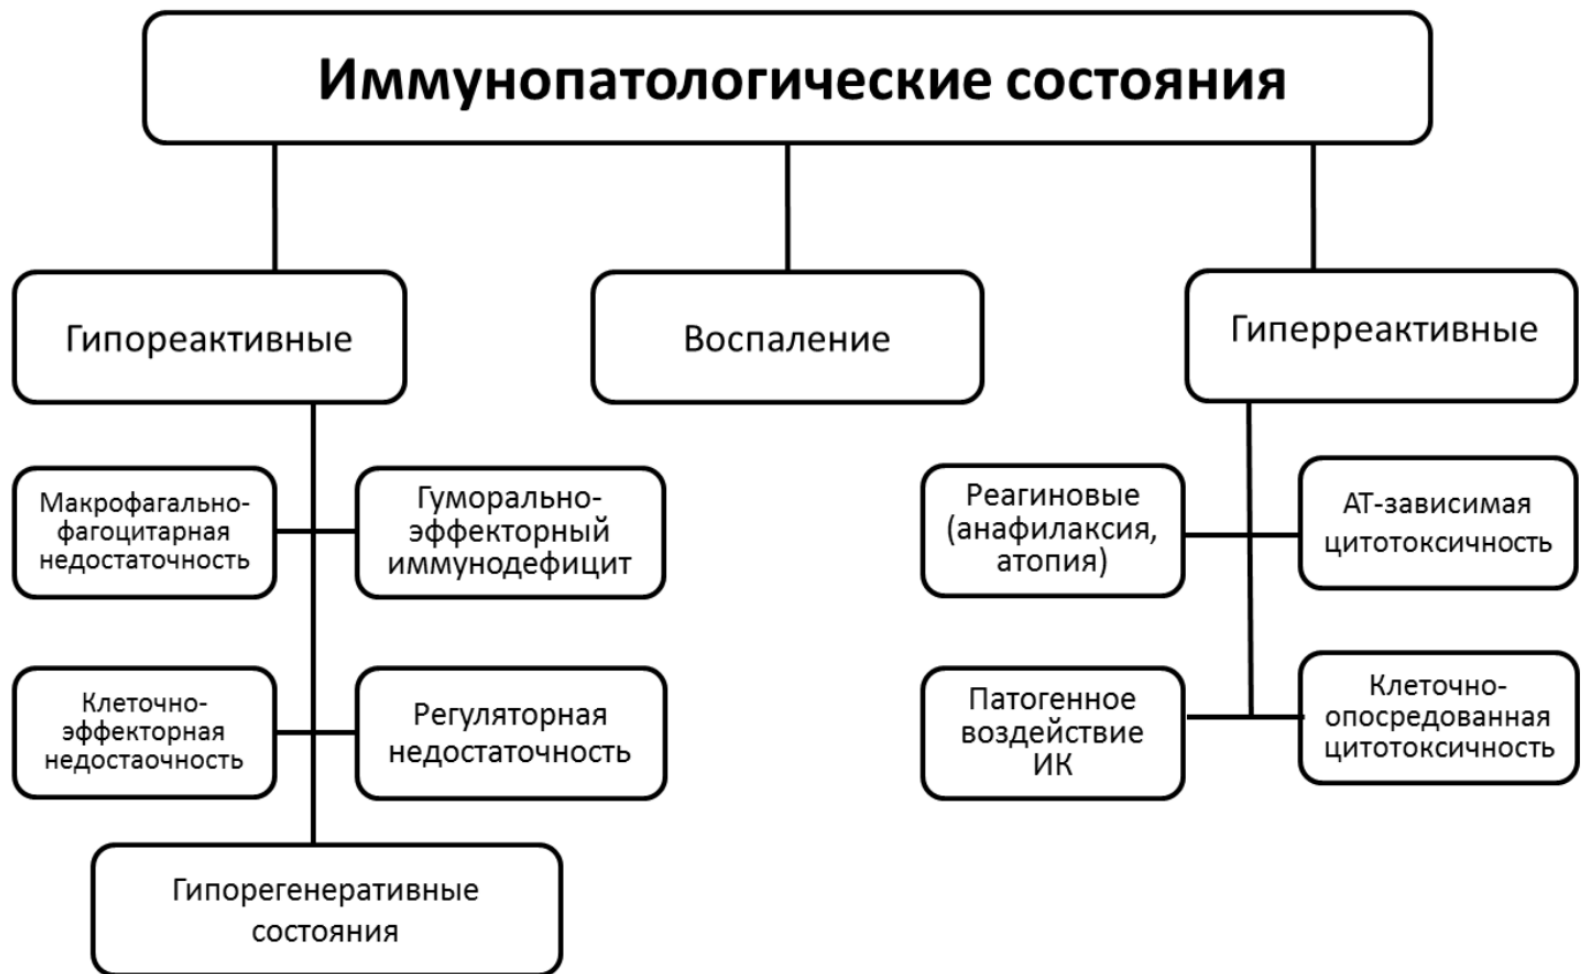 Иммунопатологические состояния
Гипореактивные
Воспаление
Гиперреактивные
Макрофагально-
фагоцитарная
недостаточность
Гуморально-
эффекторный
иммунодефицит
Реагиновые
(анафилаксия,
атопия)
АТ-зависимая
цитотоксичность
Клеточно-
эффекторная
недостаочность
Регуляторная
недостаточность
Патогенное
воздействие
ИК
Клеточно-
опосредованная
цитотоксичность
Гипорегенеративные
состояния